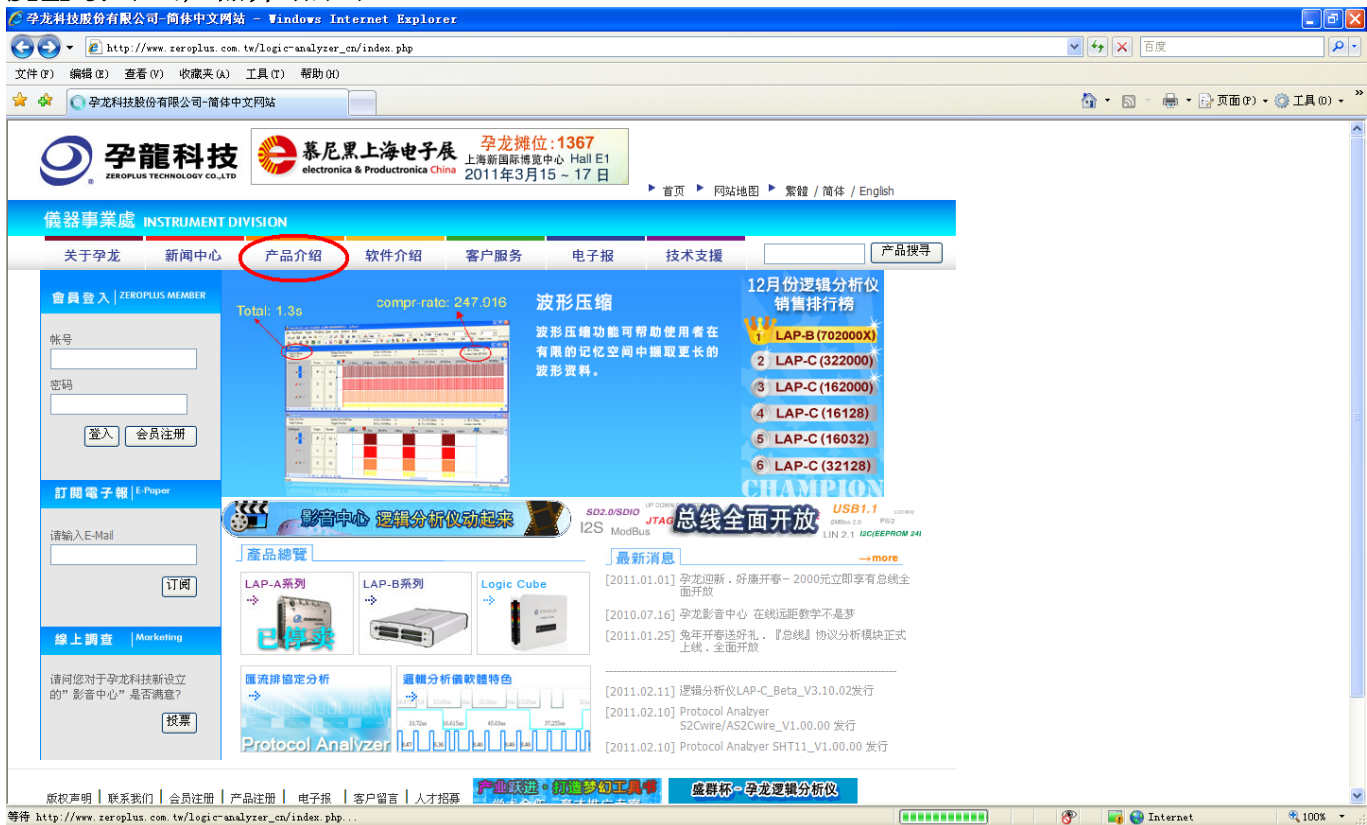 孕龙科技股份有限公司-简体中文网站 - Windows Internet Explorer
http://www.zeroplus.com.tw/logic-analyzer_cn/index.php
百度
文件(F) 编辑(E) 查看(V) 收藏夹(A) 工具(T) 帮助(H)
孕龙科技股份有限公司-简体中文网站
页面(P) 工具(O)
孕龍科技
ZEROPLUS TECHNOLOGY CO.,LTD
慕尼黑上海电子展
electronica & Productronica China
孕龙摊位:1367
上海新国际博览中心 Hall E1
2011年3月15 ~ 17 日
首页 网站地图 繁體 / 简体 / English
儀器事業處 INSTRUMENT DIVISION
关于孕龙 新闻中心 产品介绍 软件介绍 客户服务 电子报 技术支援 产品搜寻
會員登入 ZEROPLUS MEMBER
帐号
密码
登入 会员注册
Total: 1.3s
compr-rate: 247.916
波形压缩
波形压缩功能可帮助使用者在
有限的记忆空间中撷取更长的
波形资料。
12月份逻辑分析仪
销售排行榜
1 LAP-B (702000X)
2 LAP-C (322000)
3 LAP-C (162000)
4 LAP-C (16128)
5 LAP-C (16032)
6 LAP-C (32128)
CHAMPION
訂閱電子報 E-Paper
请输入E-Mail
订阅
影音中心 逻辑分析仪动起来
SD2.0/SDIO
I2S ModBus
JTAG
总线全面开放
USB1.1
LIN 2.1 I2C(EEPROM 24L
產品總覽
LAP-A系列
已停卖
LAP-B系列
Logic Cube
匯流排協定分析
Protocol Analyzer
邏輯分析儀軟體特色
最新消息
→more
[2011.01.01] 孕龙迎新．好康开春－2000元立即享有总线全
面开放
[2010.07.16] 孕龙影音中心 在线远距教学不是梦
[2011.01.25] 兔年开春送好礼．『总线』协议分析模块正式
上线．全面开放
[2011.02.11] 逻辑分析仪LAP-C_Beta_V3.10.02发行
[2011.02.10] Protocol Analzyer
S2Cwire/AS2Cwire_V1.00.00 发行
[2011.02.10] Protocol Analzyer SHT11_V1.00.00 发行
線上調查 Marketing
请问您对于孕龙科技新设立
的”影音中心”是否满意?
投票
版权声明 联系我们 会员注册 产品注册 电子报 客户留言 人才招募
产业跃进·打造梦幻工具书
盛群杯-孕龙逻辑分析仪
等待 http://www.zeroplus.com.tw/logic-analyzer_cn/index.php...
Internet
100%